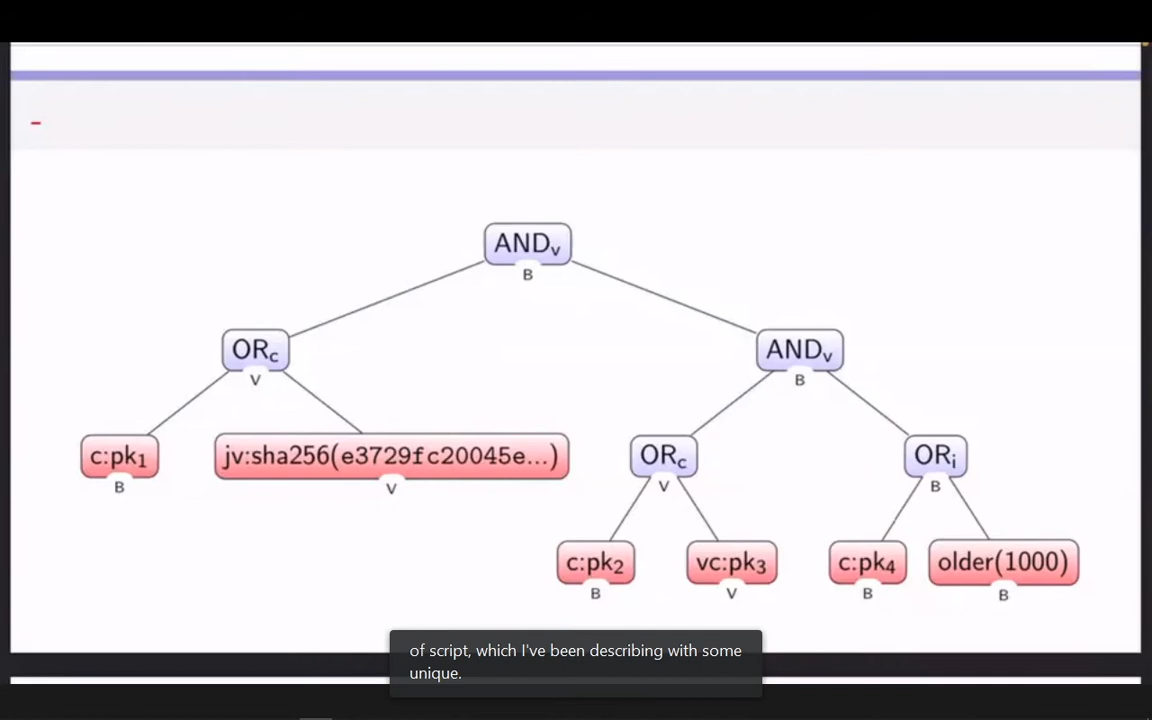 -
ANDv
B
ORc
V
ANDv
B
c:pk1
B
jv:sha256(e3729fc20045e...)
V
ORc
V
ORi
B
c:pk2
B
vc:pk3
V
c:pk4
B
older(1000)
B
of script, which I've been describing with some
unique.